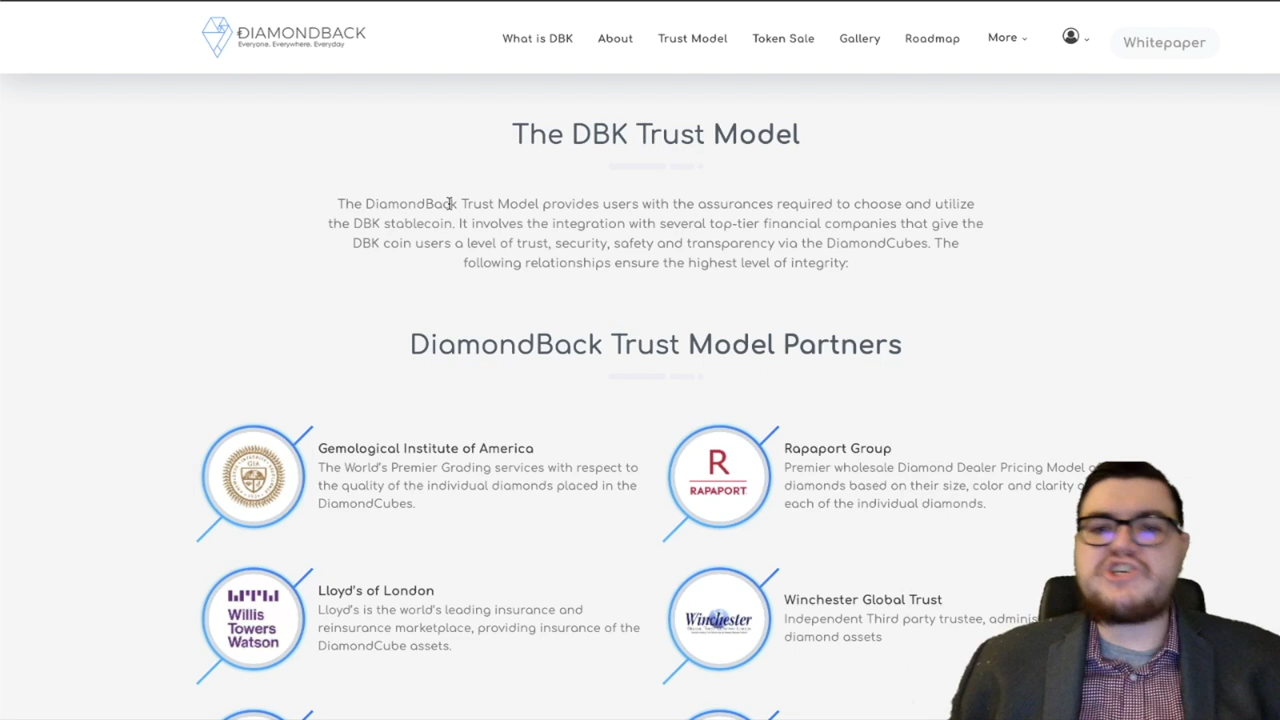 DIAMONDBACK
Everyone, Everywhere, Everyday
What is DBK
About
Trust Model
Token Sale
Gallery
Roadmap
More
Whitepaper
The DBK Trust Model
The DiamondBack Trust Model provides users with the assurances required to choose and utilize
the DBK stablecoin. It involves the integration with several top-tier financial companies that give the
DBK coin users a level of trust, security, safety and transparency via the DiamondCubes. The
following relationships ensure the highest level of integrity:
DiamondBack Trust Model Partners
GIA
Gemological Institute of America
The World's Premier Grading services with respect to
the quality of the individual diamonds placed in the
DiamondCubes.
R
RAPAPORT
Rapaport Group
Premier wholesale Diamond Dealer Pricing Model
diamonds based on their size, color and clarity
each of the individual diamonds.
Willis
Towers
Watson
Lloyd's of London
Lloyd's is the world's leading insurance and
reinsurance marketplace, providing insurance of the
DiamondCube assets.
Winchester
Winchester Global Trust
Independent Third party trustee,
diamond assets